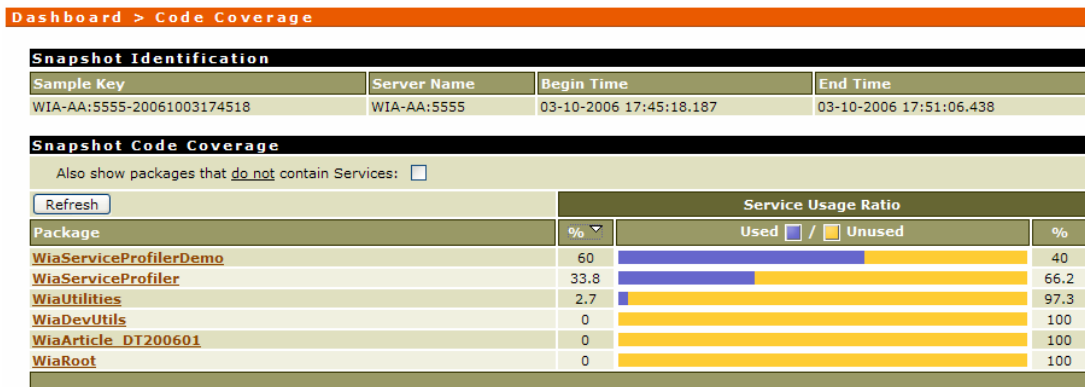 Dashboard > Code Coverage
Snapshot Identification
Sample Key Server Name Begin Time End Time
WIA-AA:5555-20061003174518 WIA-AA:5555 03-10-2006 17:45:18.187 03-10-2006 17:51:06.438
Snapshot Code Coverage
Also show packages that do not contain Services:
Refresh Service Usage Ratio
Package % Used / Unused %
WiaServiceProfilerDemo 60 40
WiaServiceProfiler 33.8 66.2
WiaUtilities 2.7 97.3
WiaDevUtils 0 100
WiaArticle_DT200601 0 100
WiaRoot 0 100